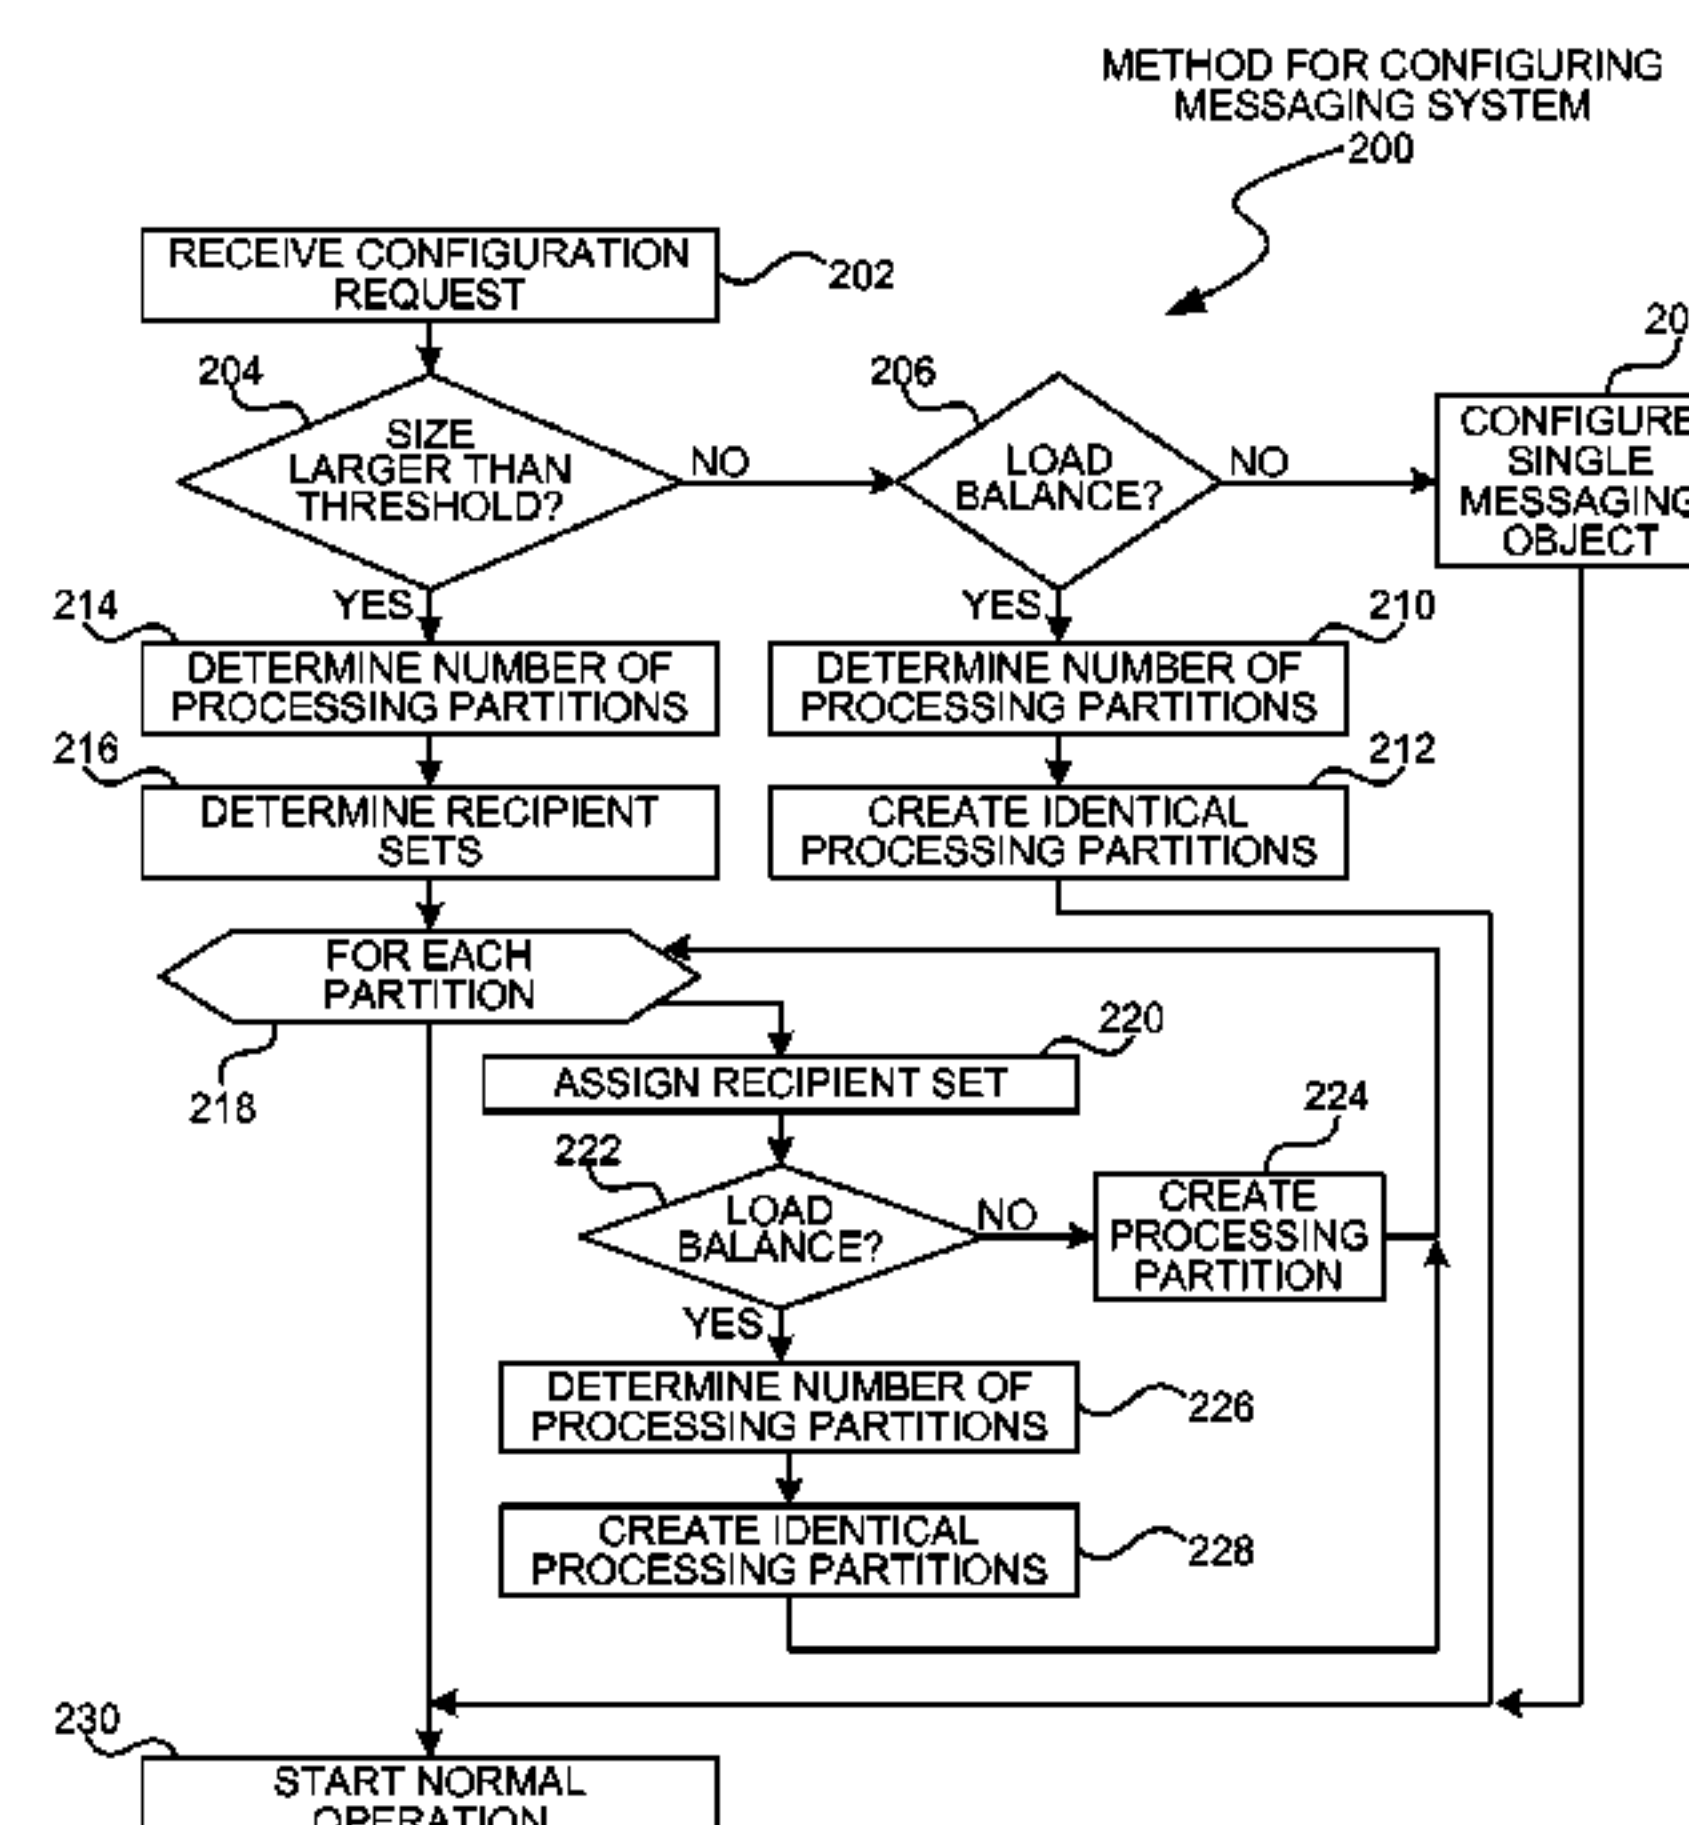 METHOD FOR CONFIGURING
MESSAGING SYSTEM
200
RECEIVE CONFIGURATION
REQUEST
202
204
SIZE
LARGER THAN
THRESHOLD?
NO
206
LOAD
BALANCE?
NO
20
CONFIGURE
SINGLE
MESSAGING
OBJECT
YES
YES
214
DETERMINE NUMBER OF
PROCESSING PARTITIONS
210
DETERMINE NUMBER OF
PROCESSING PARTITIONS
216
DETERMINE RECIPIENT
SETS
212
CREATE IDENTICAL
PROCESSING PARTITIONS
FOR EACH
PARTITION
218
220
ASSIGN RECIPIENT SET
222
LOAD
BALANCE?
NO
224
CREATE
PROCESSING
PARTITION
YES
DETERMINE NUMBER OF
PROCESSING PARTITIONS
226
CREATE IDENTICAL
PROCESSING PARTITIONS
228
230
START NORMAL
OPERATION